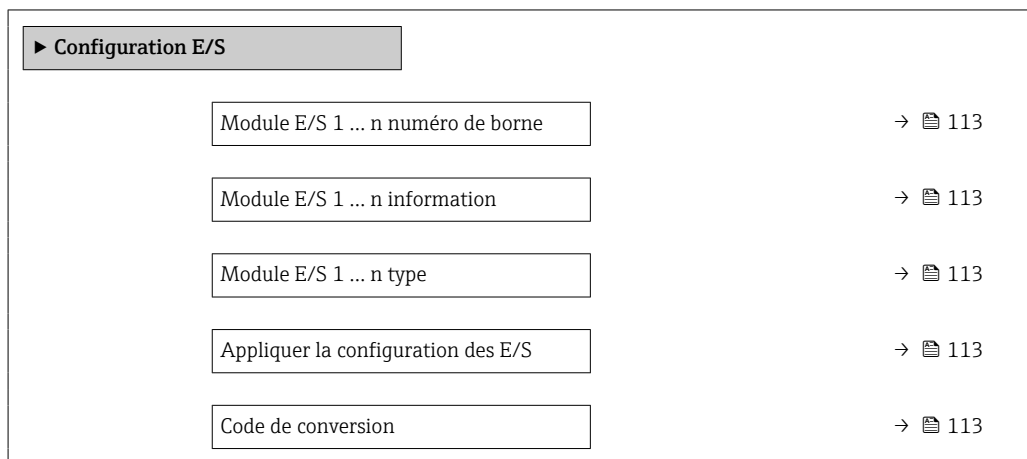 ► Configuration E/S
Module E/S 1 … n numéro de borne → 113
Module E/S 1 … n information → 113
Module E/S 1 … n type → 113
Appliquer la configuration des E/S → 113
Code de conversion → 113